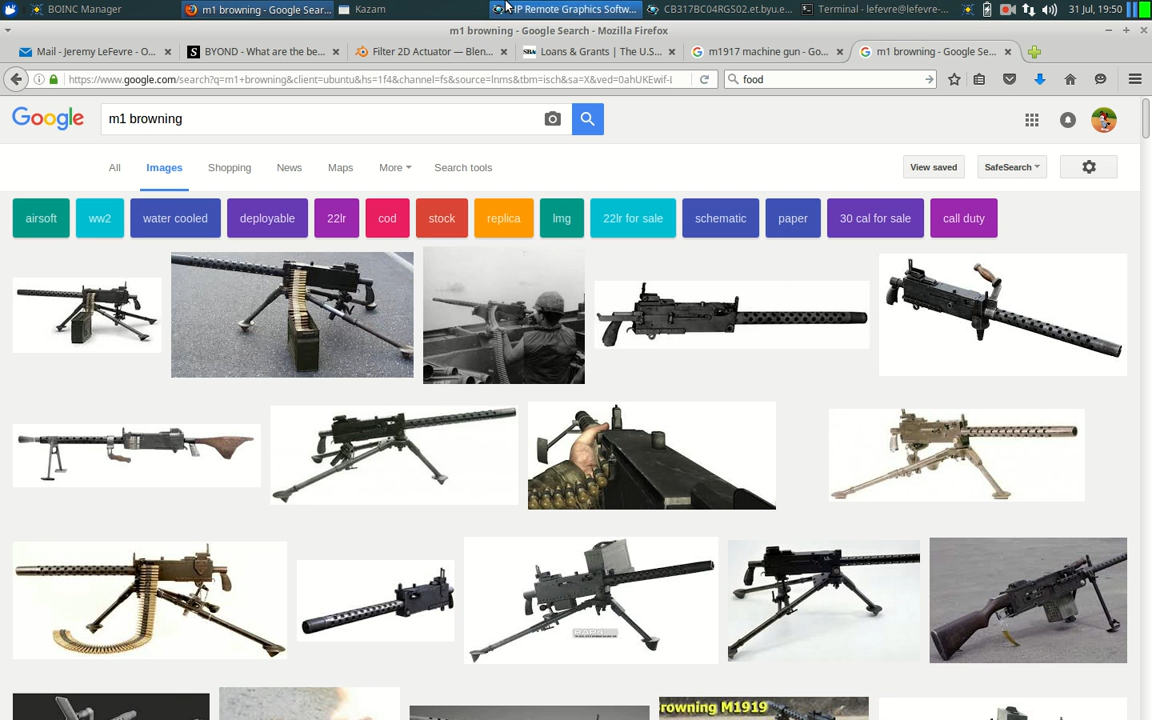 BOINC Manager
m1 browning - Google Sear...
Kazam
HP Remote Graphics Softw...
CB317BC04RGS02.et.byu.e...
Terminal - lefevre@lefevre-...
31 Jul, 19:50
m1 browning - Google Search - Mozilla Firefox
Mail - Jeremy LeFevre - O...
BYOND - What are the be...
Filter 2D Actuator — Blen...
SBA
Loans & Grants | The U.S....
m1917 machine gun - Go...
m1 browning - Google Se...
https://www.google.com/search?q=m1+browning&client=ubuntu&hs=1f4&channel=fs&source=lnms&tbm=isch&sa=X&ved=0ahUKEwif-l
food
Google
m1 browning
All
Images
Shopping
News
Maps
More
Search tools
View saved
SafeSearch
airsoft
ww2
water cooled
deployable
22lr
cod
stock
replica
lmg
22lr for sale
schematic
paper
30 cal for sale
call duty
rowning M1919